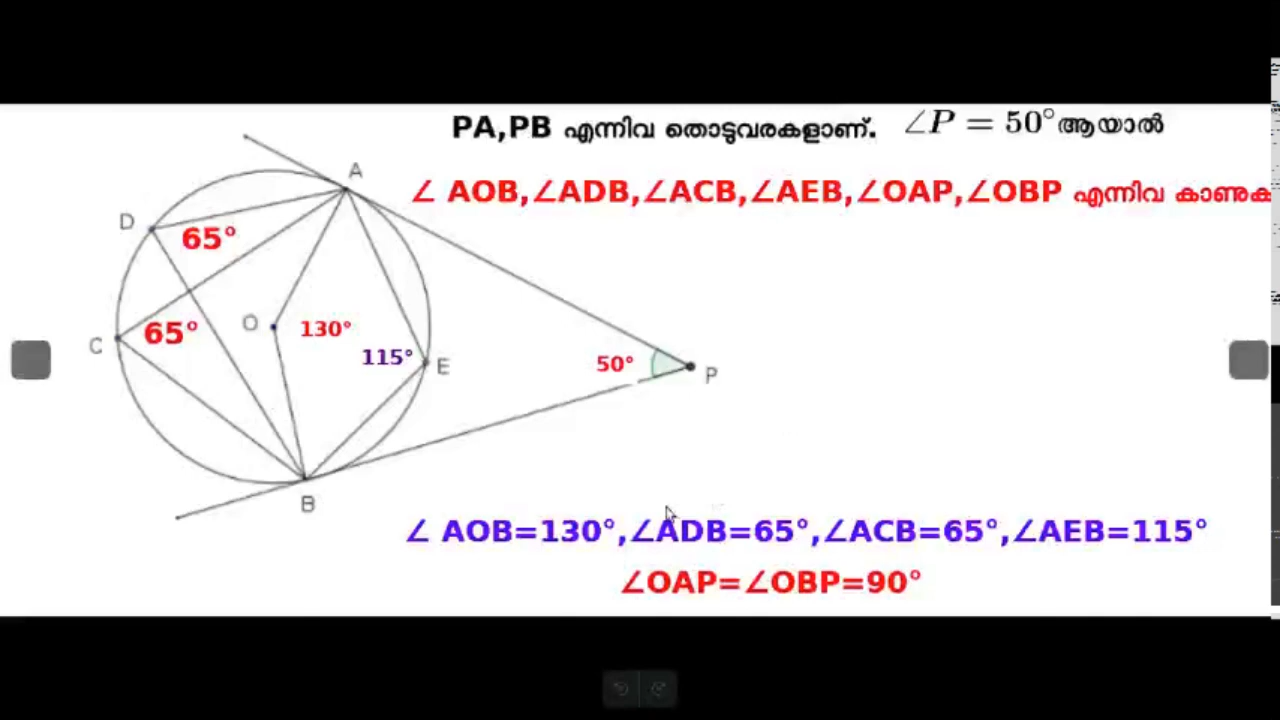 PA,PB എന്നിവ തൊടുവരകളാണ്. ∠P = 50° ആയാൽ
∠ AOB,∠ADB,∠ACB,∠AEB,∠OAP,∠OBP എന്നിവ കാണുക
A
D
65°
C
65°
O
130°
115°
E
50°
P
B
∠ AOB=130°,∠ADB=65°,∠ACB=65°,∠AEB=115°
∠OAP=∠OBP=90°